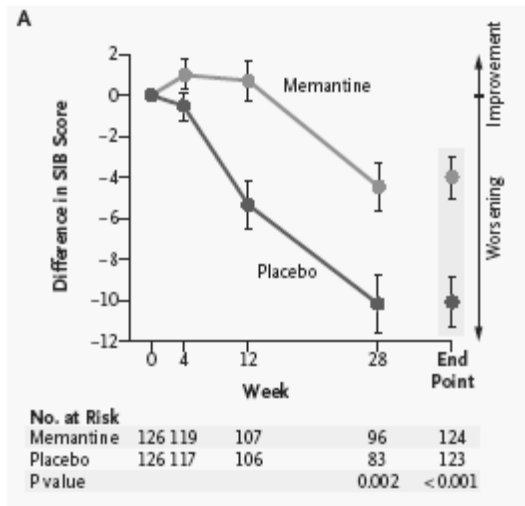 A
Improvement
Worsening
Difference in SIB Score
2
0
−2
−4
−6
−8
−10
−12
Memantine
Placebo
0 4 12 28 End Point
Week
No. at Risk
Memantine 126 119 107 96 124
Placebo 126 117 106 83 123
P value 0.002 <0.001